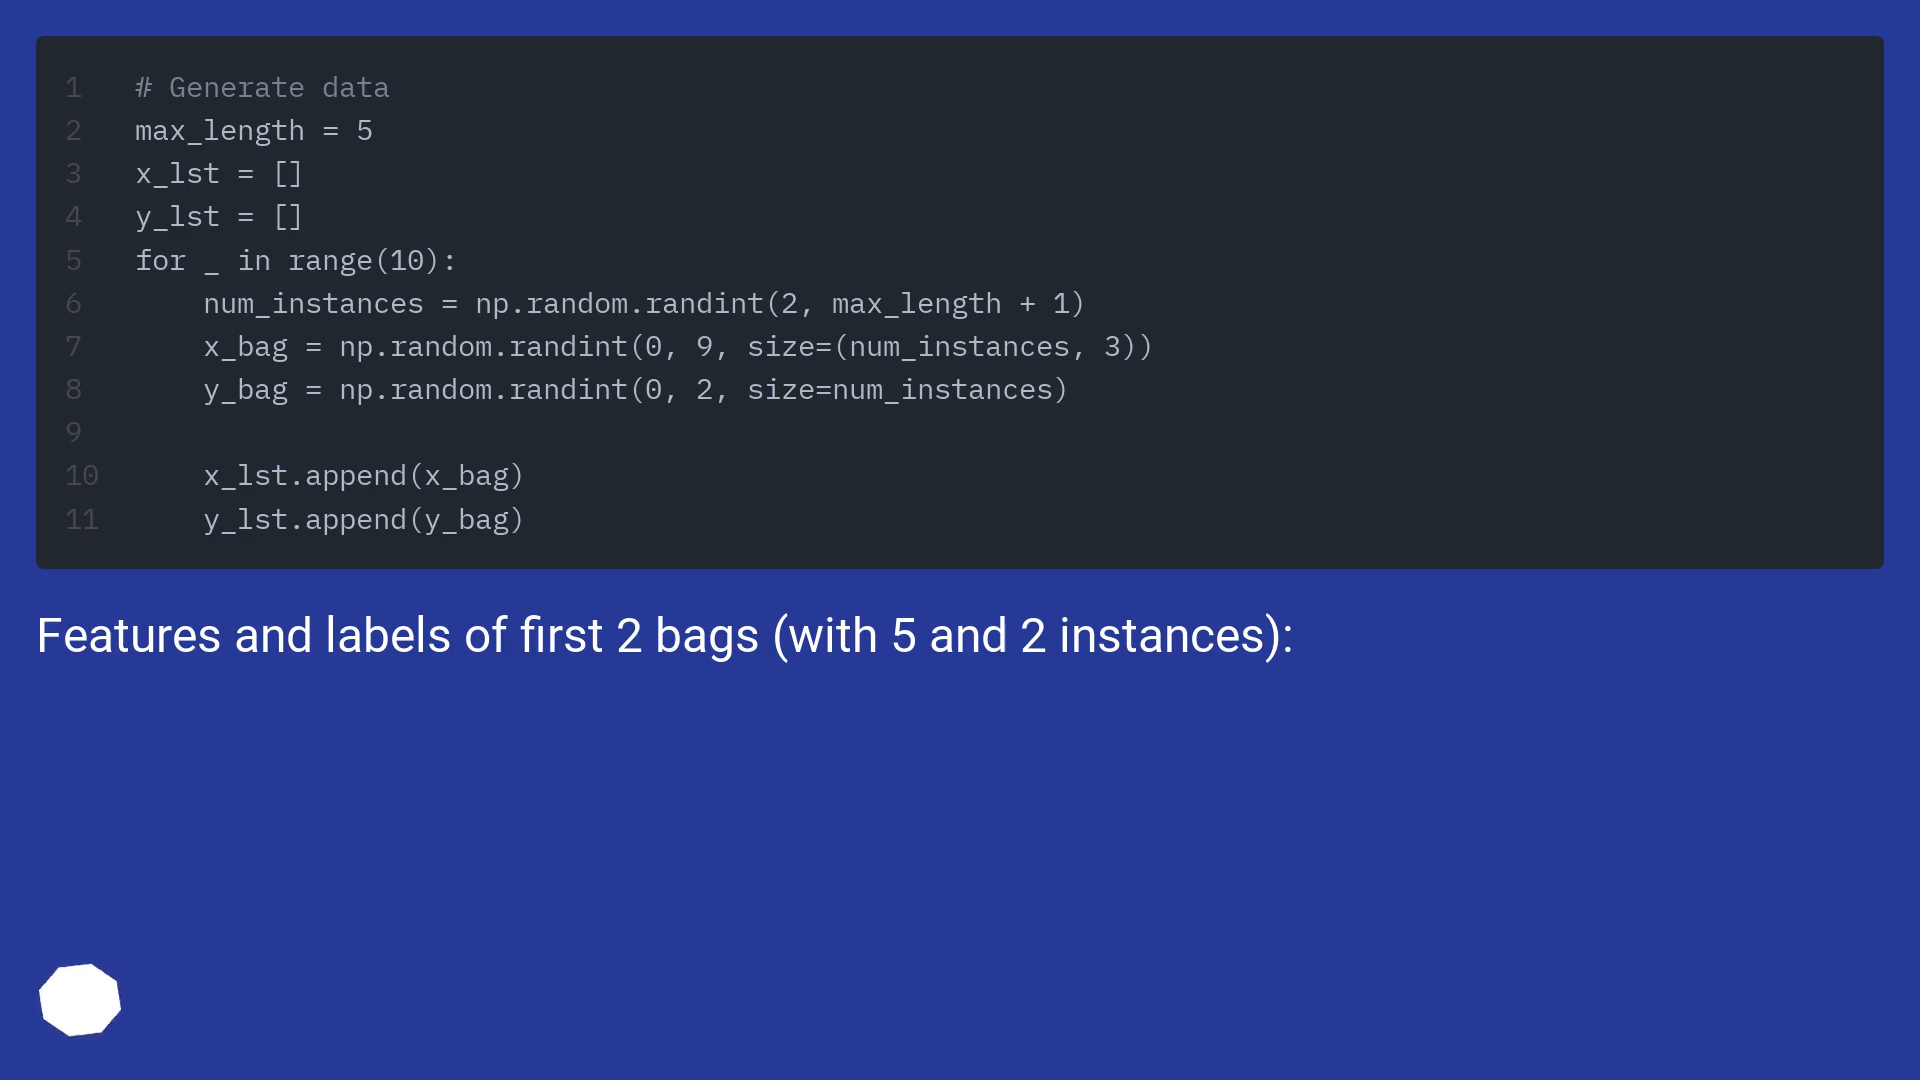 1 # Generate data
2 max_length = 5
3 x_lst = []
4 y_lst = []
5 for _ in range(10):
6     num_instances = np.random.randint(2, max_length + 1)
7     x_bag = np.random.randint(0, 9, size=(num_instances, 3))
8     y_bag = np.random.randint(0, 2, size=num_instances)
9
10     x_lst.append(x_bag)
11     y_lst.append(y_bag)
Features and labels of first 2 bags (with 5 and 2 instances):